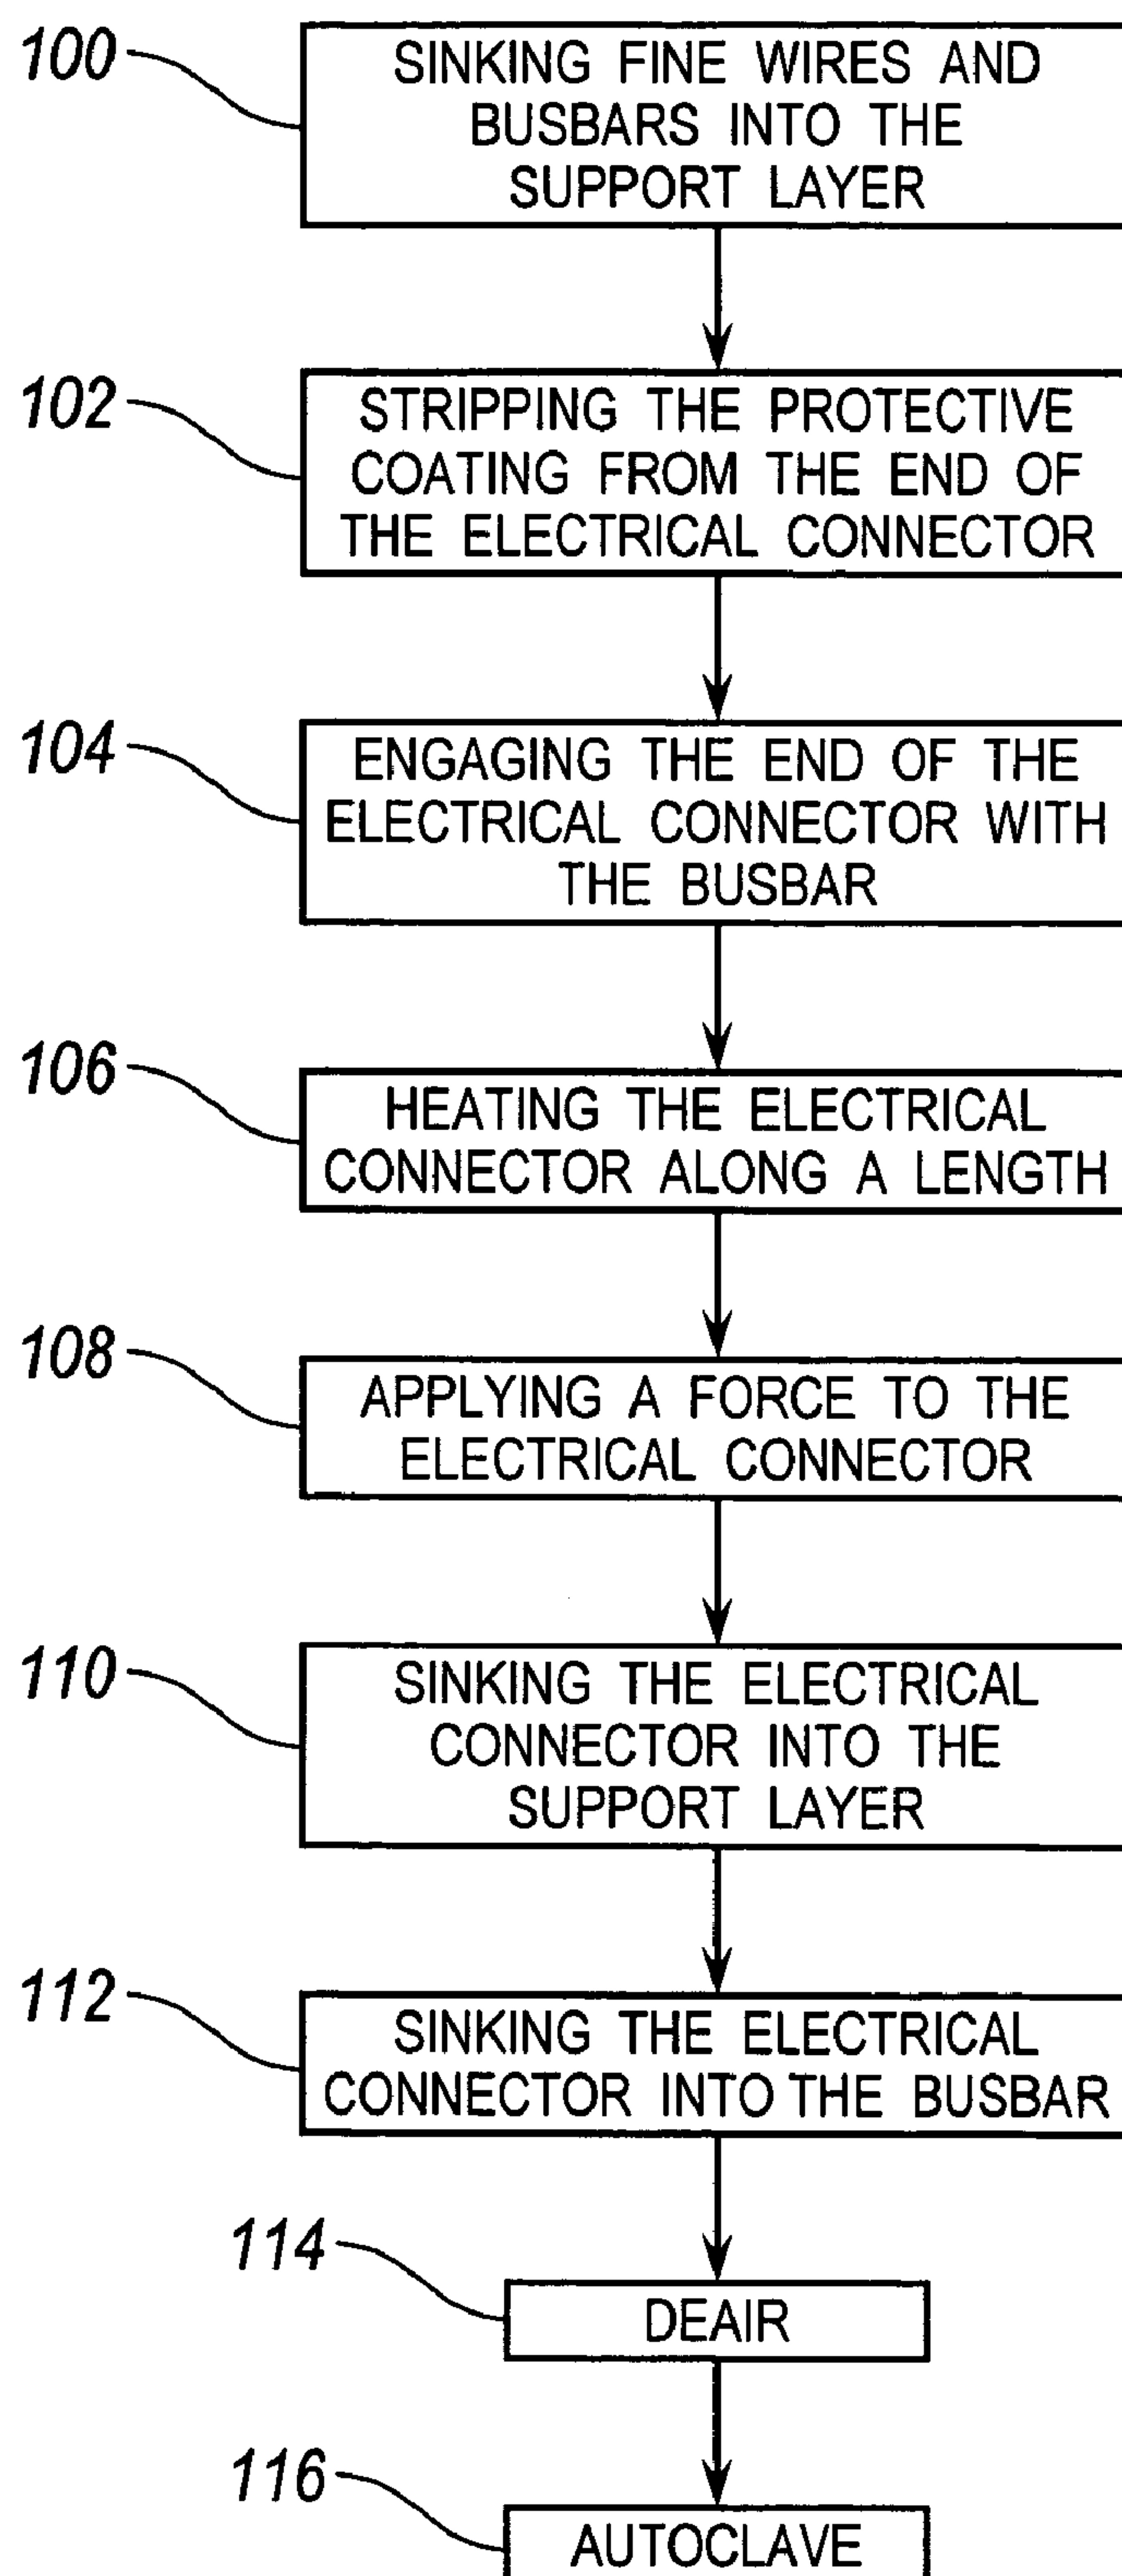 100
SINKING FINE WIRES AND
BUSBARS INTO THE
SUPPORT LAYER
102
STRIPPING THE PROTECTIVE
COATING FROM THE END OF
THE ELECTRICAL CONNECTOR
104
ENGAGING THE END OF THE
ELECTRICAL CONNECTOR WITH
THE BUSBAR
106
HEATING THE ELECTRICAL
CONNECTOR ALONG A LENGTH
108
APPLYING A FORCE TO THE
ELECTRICAL CONNECTOR
110
SINKING THE ELECTRICAL
CONNECTOR INTO THE
SUPPORT LAYER
112
SINKING THE ELECTRICAL
CONNECTOR INTO THE BUSBAR
114
DEAIR
116
AUTOCLAVE